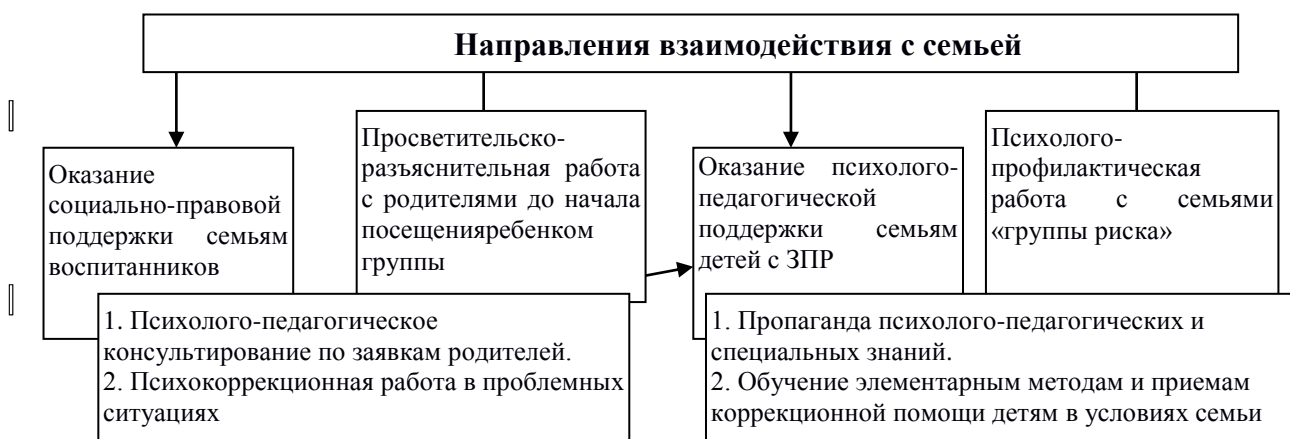 Направления взаимодействия с семьей
Оказание
социально-правовой
поддержки семьям
воспитанников
Просветительско-
разъяснительная работа
с родителями до начала
посещенияребенком
группы
Оказание психолого-
педагогической
поддержки семьям
детей с ЗПР
Психолого-
профилактическая
работа с семьями
«группы риска»
1. Психолого-педагогическое
консультирование по заявкам родителей.
2. Психокоррекционная работа в проблемных
ситуациях
1. Пропаганда психолого-педагогических и
специальных знаний.
2. Обучение элементарным методам и приемам
коррекционной помощи детям в условиях семьи